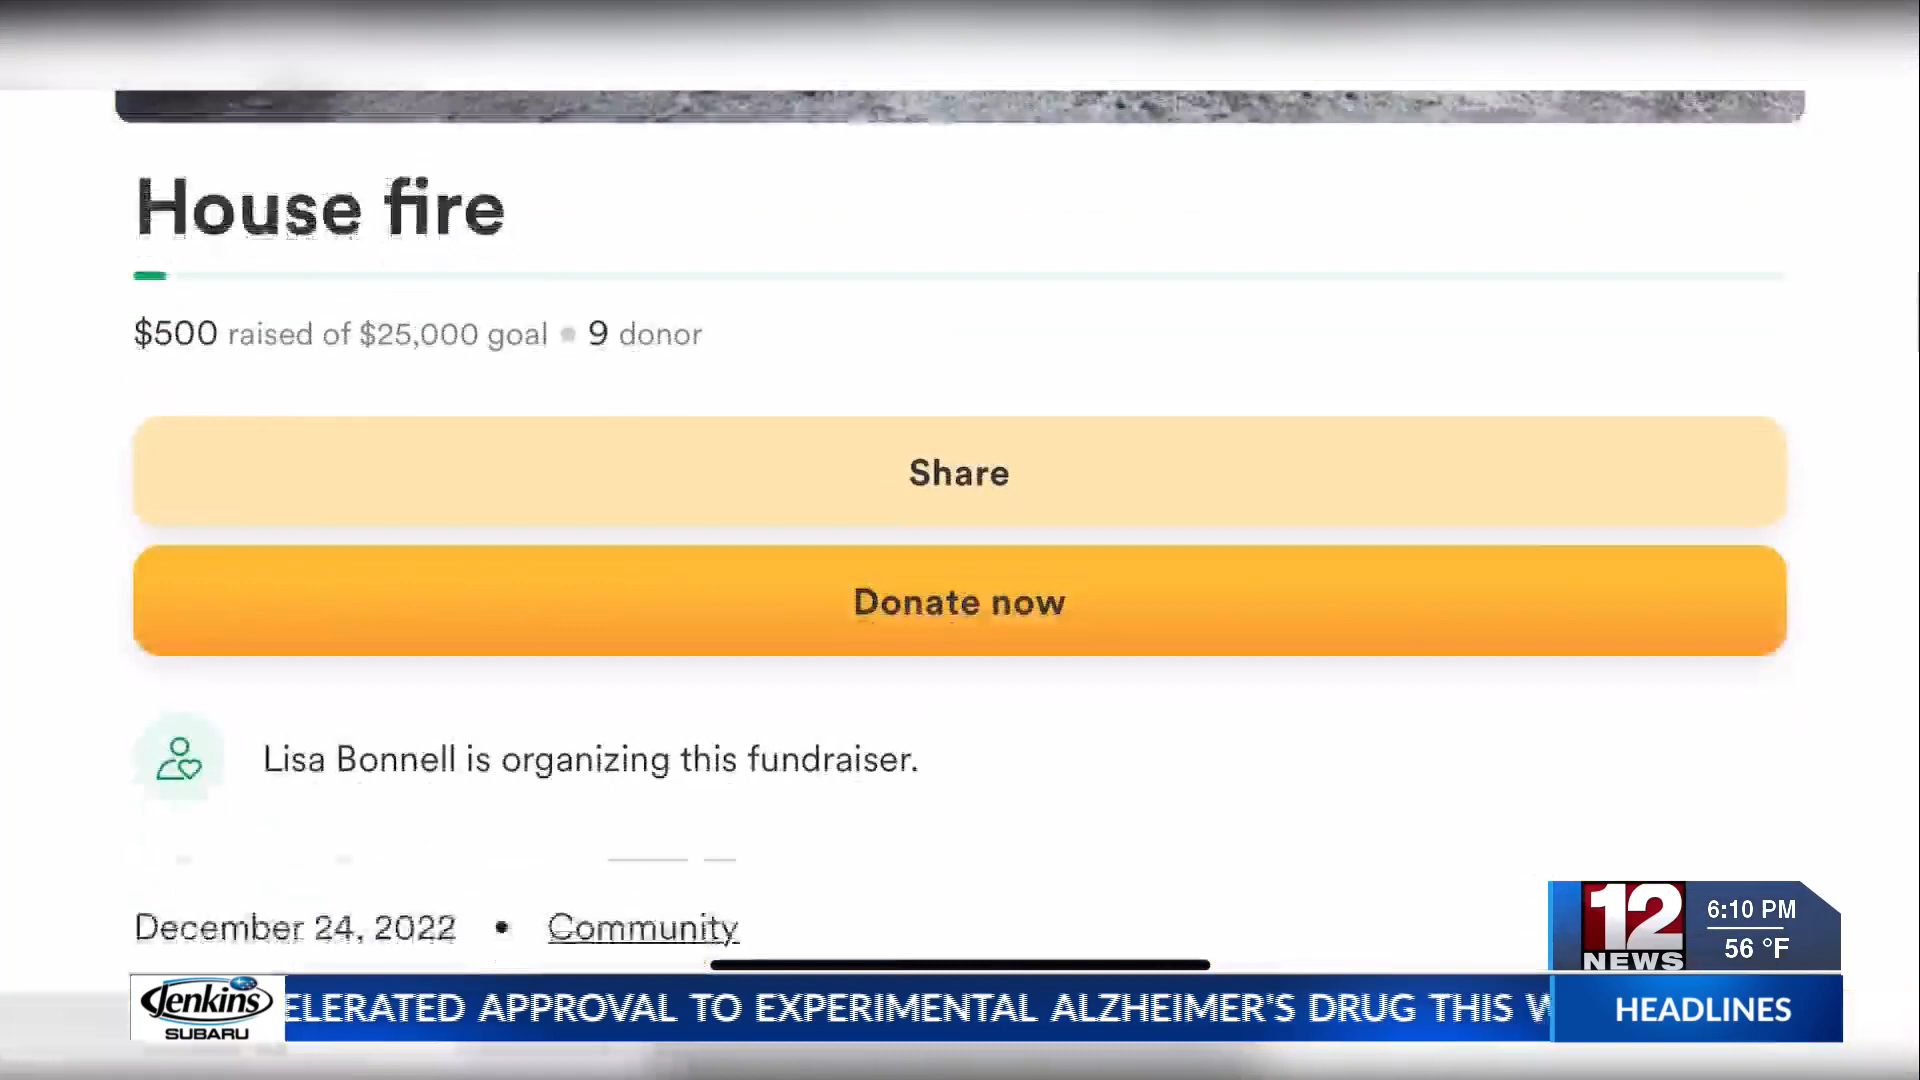 House fire
$500 raised of $25,000 goal • 9 donor
Share
Donate now
Lisa Bonnell is organizing this fundraiser.
December 24, 2022 • Community
12
NEWS
6:10 PM
56 °F
Jenkins
SUBARU
ELERATED APPROVAL TO EXPERIMENTAL ALZHEIMER'S DRUG THIS W
HEADLINES